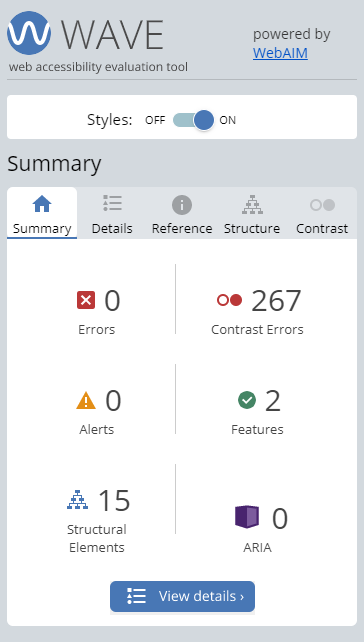 WAVE
powered by
WebAIM
web accessibility evaluation tool
Styles: OFF ON
Summary
Summary Details Reference Structure Contrast
0 267
Errors Contrast Errors
0 2
Alerts Features
15 0
Structural
Elements ARIA
View details ›